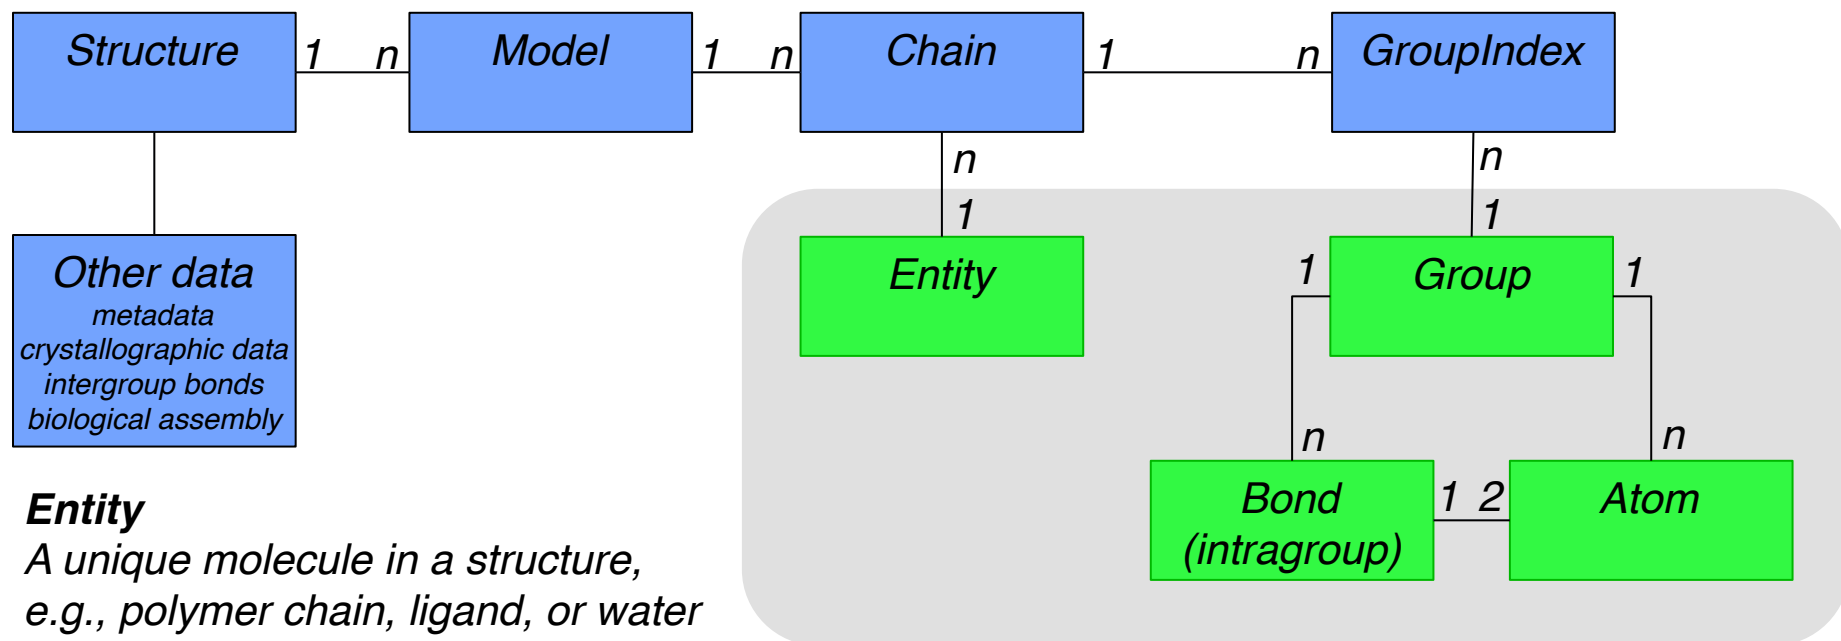 Structure 1 n Model 1 n Chain 1 n GroupIndex
n n
1 1
Other data
metadata
crystallographic data
intergroup bonds
biological assembly
Entity
1 Group 1
n n
Bond
(intragroup)
1 2
Atom
Entity
A unique molecule in a structure,
e.g., polymer chain, ligand, or water